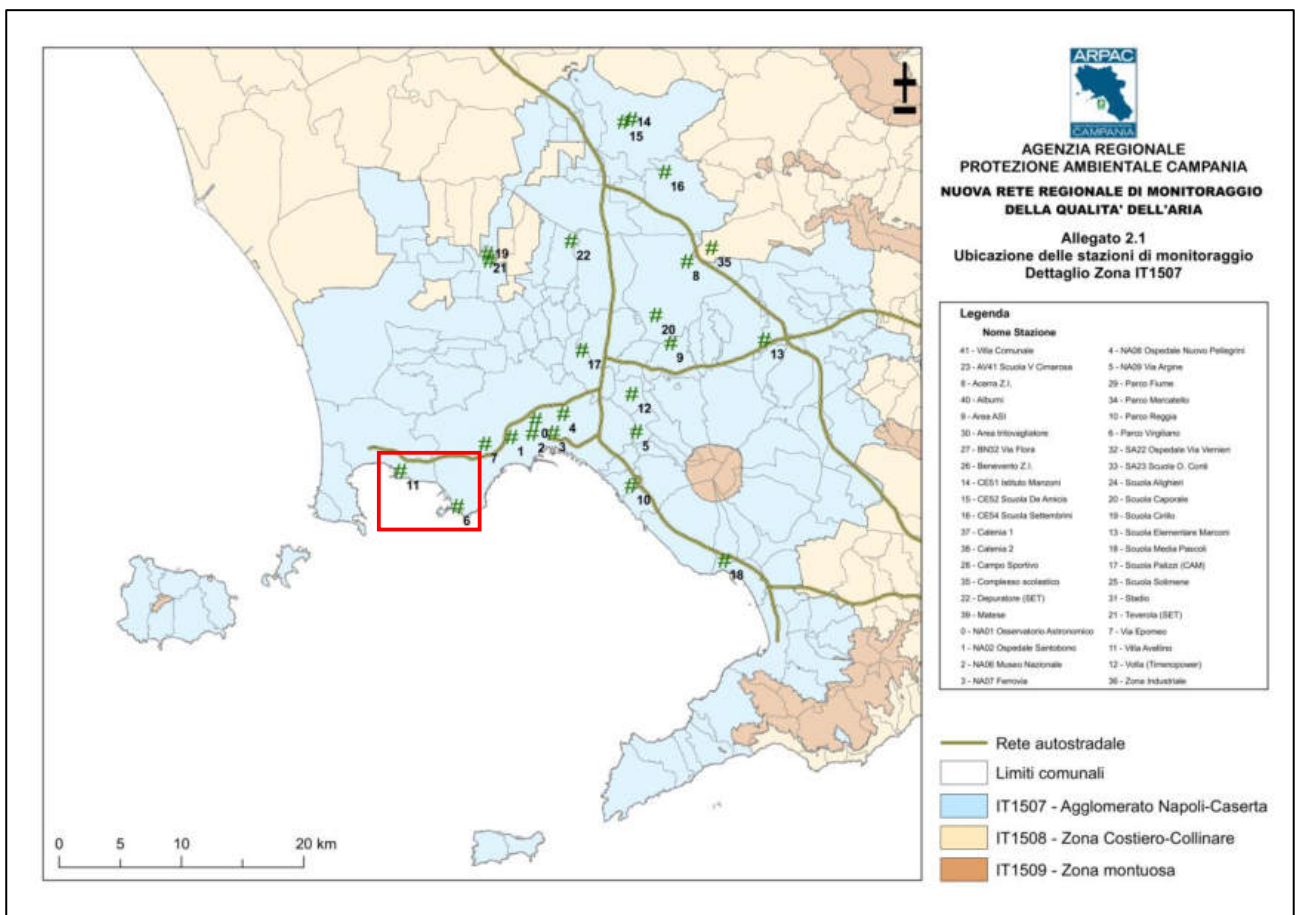 ARPAC
CAMPANIA
AGENZIA REGIONALE
PROTEZIONE AMBIENTALE CAMPANIA
NUOVA RETE REGIONALE DI MONITORAGGIO
DELLA QUALITA' DELL'ARIA
Allegato 2.1
Ubicazione delle stazioni di monitoraggio
Dettaglio Zona IT1507
Legenda
Nome Stazione
41 - Villa Comunale
23 - AV41 Scuola V Cimarosa
8 - Acerra Z.I.
40 - Alburni
9 - Area ASI
30 - Area Iritovagliatore
27 - BN32 Via Flora
26 - Benevento Z.I.
14 - CE51 Istituto Manzoni
15 - CE52 Scuola De Amicis
16 - CE54 Scuola Settembrini
37 - Catenia 1
38 - Catenia 2
28 - Campo Sportivo
35 - Complesso scolastico
22 - Depuratore (SET)
39 - Matese
0 - NA01 Osservatorio Astronomico
1 - NA02 Ospedale Santobono
2 - NA06 Museo Nazionale
3 - NA07 Ferrovia
4 - NA08 Ospedale Nuovo Pellegrini
5 - NA09 Via Argine
29 - Parco Fiume
34 - Parco Mercatello
10 - Parco Reggia
6 - Parco Virgiliano
32 - SA22 Ospedale Via Vernieri
33 - SA23 Scuola O. Conti
24 - Scuola Alighieri
20 - Scuola Caporale
19 - Scuola Cirillo
13 - Scuola Elementare Marconi
18 - Scuola Media Pascoli
17 - Scuola Palizzi (CAM)
25 - Scuola Solimene
31 - Stadio
21 - Teverola (SET)
7 - Via Epomeo
11 - Villa Avellino
12 - Volla (Tirrenopower)
36 - Zona Industriale
Rete autostradale
Limiti comunali
IT1507 - Agglomerato Napoli-Caserta
IT1508 - Zona Costiero-Collinare
IT1509 - Zona montuosa
# # 14
15
# 16
# 35
# 8
# 19
# 21
# 22
# 20
# 9
# 13
# 17
# 12
# 5
# 4
# 0
# 2
# 3
# 1
# 7
# 11
# 6
# 10
# 18
0 5 10 20 km